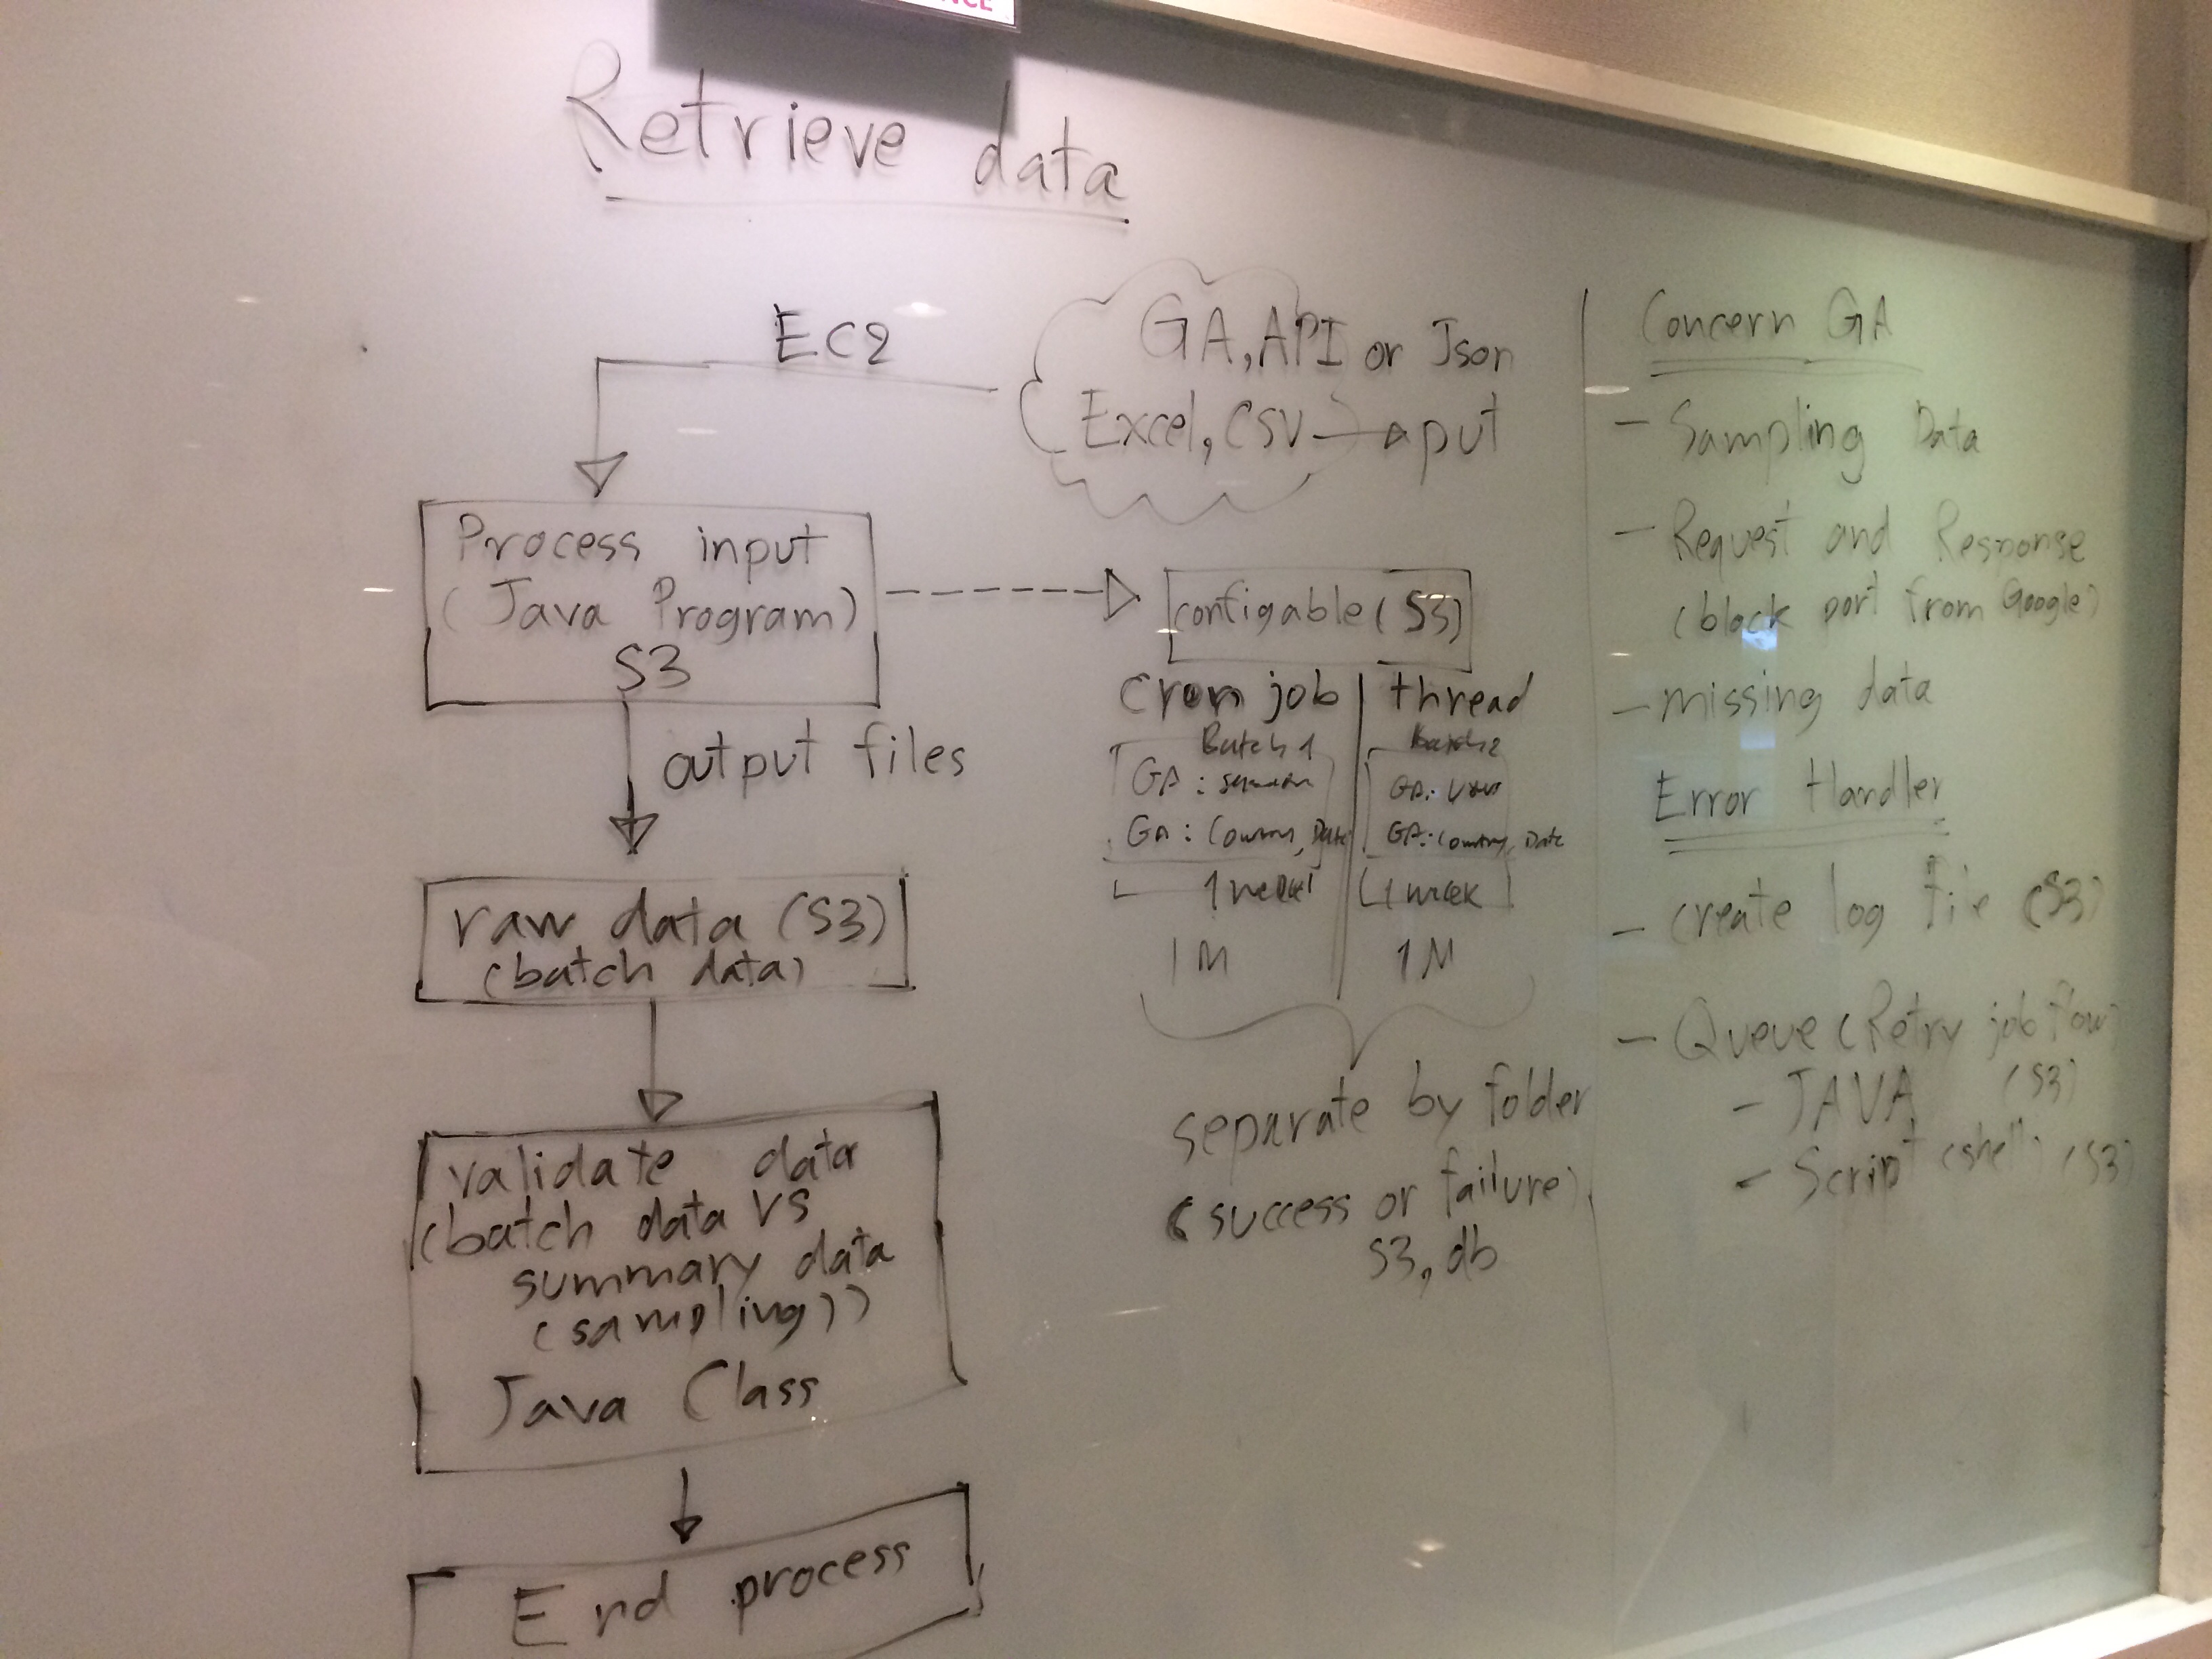 Retrieve data
EC2
GA, API or Json
Excel, CSV → put
Process input
(Java Program)
S3
output files
raw data (S3)
(batch data)
validate data
(batch data VS
summary data
(sampling))
Java Class
End process
configable (S3)
Cron job | thread
Batch 1
GA :
GA : Country, Date
1 week
1 M
Batch 2
GA: User
GA: Country, Date
1 week
1 M
separate by folder
(success or failure)
S3, db
Concern GA
- Sampling Data
- Request and Response
(block port from Google)
- missing data
Error Handler
- create log file (S3)
- Queue (Retry job flow)
- JAVA (S3)
- Script (shell) (S3)